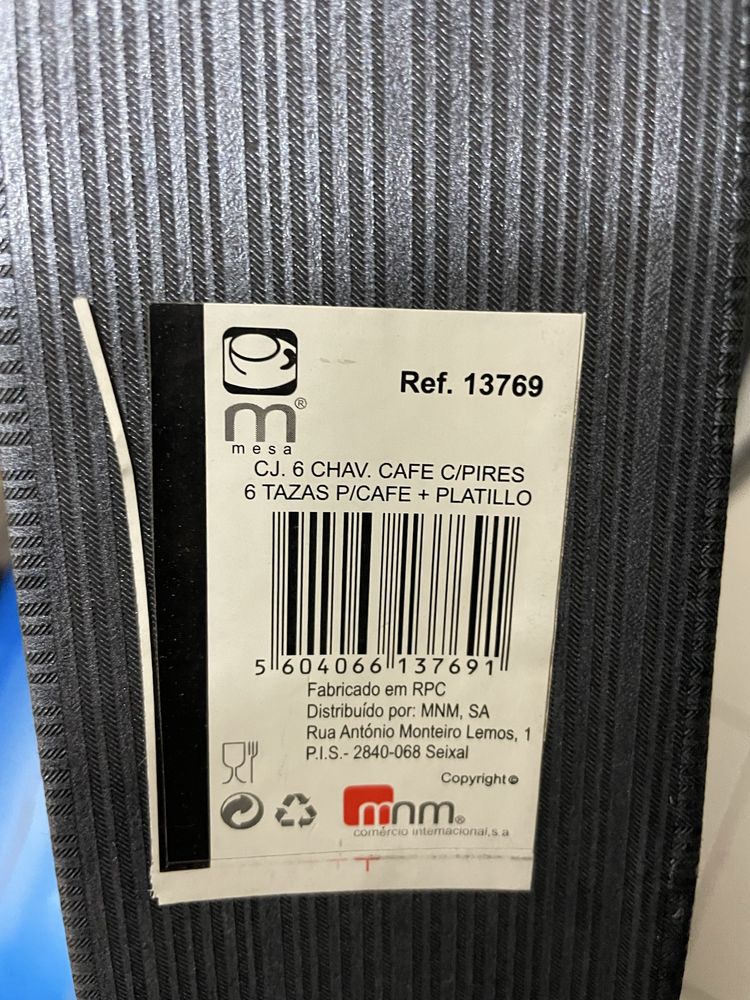 Ref. 13769
m®
mesa
CJ. 6 CHAV. CAFE C/PIRES
6 TAZAS P/CAFE + PLATILLO
5 604066 137691
Fabricado em RPC
Distribuído por: MNM, SA
Rua António Monteiro Lemos, 1
P.I.S.- 2840-068 Seixal
Copyright ©
mnm®
comércio internacional, s.a